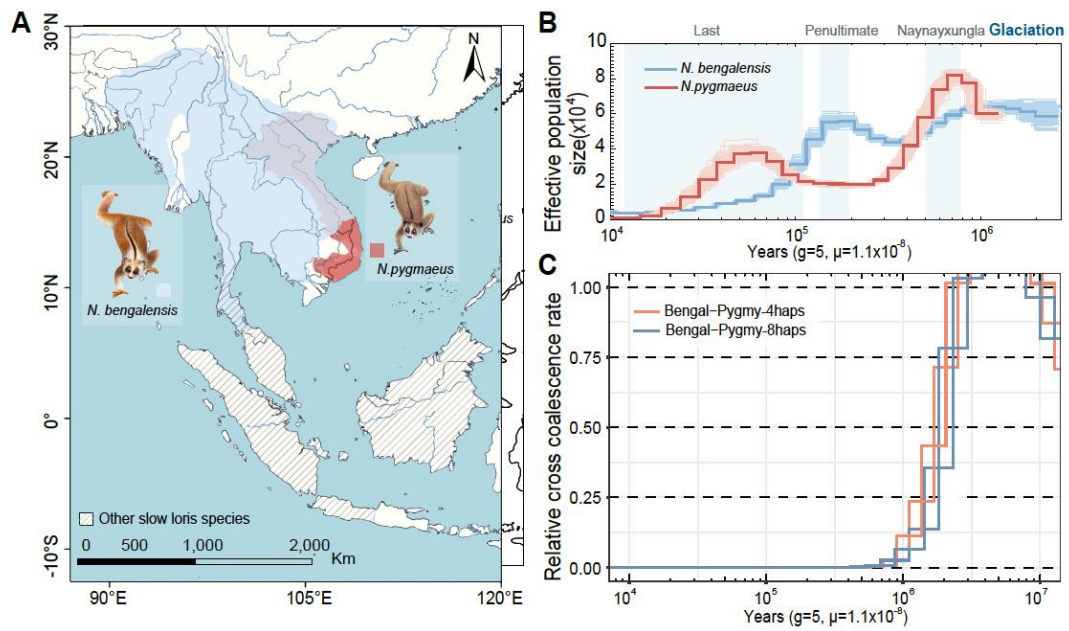 A
30°N
20°N
10°N
0°
10°S
90°E
105°E
120°E
N
N. bengalensis
N.pygmaeus
Other slow loris species
0 500 1,000 2,000
Km
us
B
Last Penultimate Naynayxungla Glaciation
N. bengalensis
N.pygmaeus
Effective population
size(x10⁴)
10
8
6
4
2
0
10⁴ 10⁵ 10⁶
Years (g=5, μ=1.1x10⁻⁸)
C
Bengal−Pygmy-4haps
Bengal−Pygmy-8haps
Relative cross coalescence rate
1.00
0.75
0.50
0.25
0.00
10⁴ 10⁵ 10⁶ 10⁷
Years (g=5, μ=1.1x10⁻⁸)